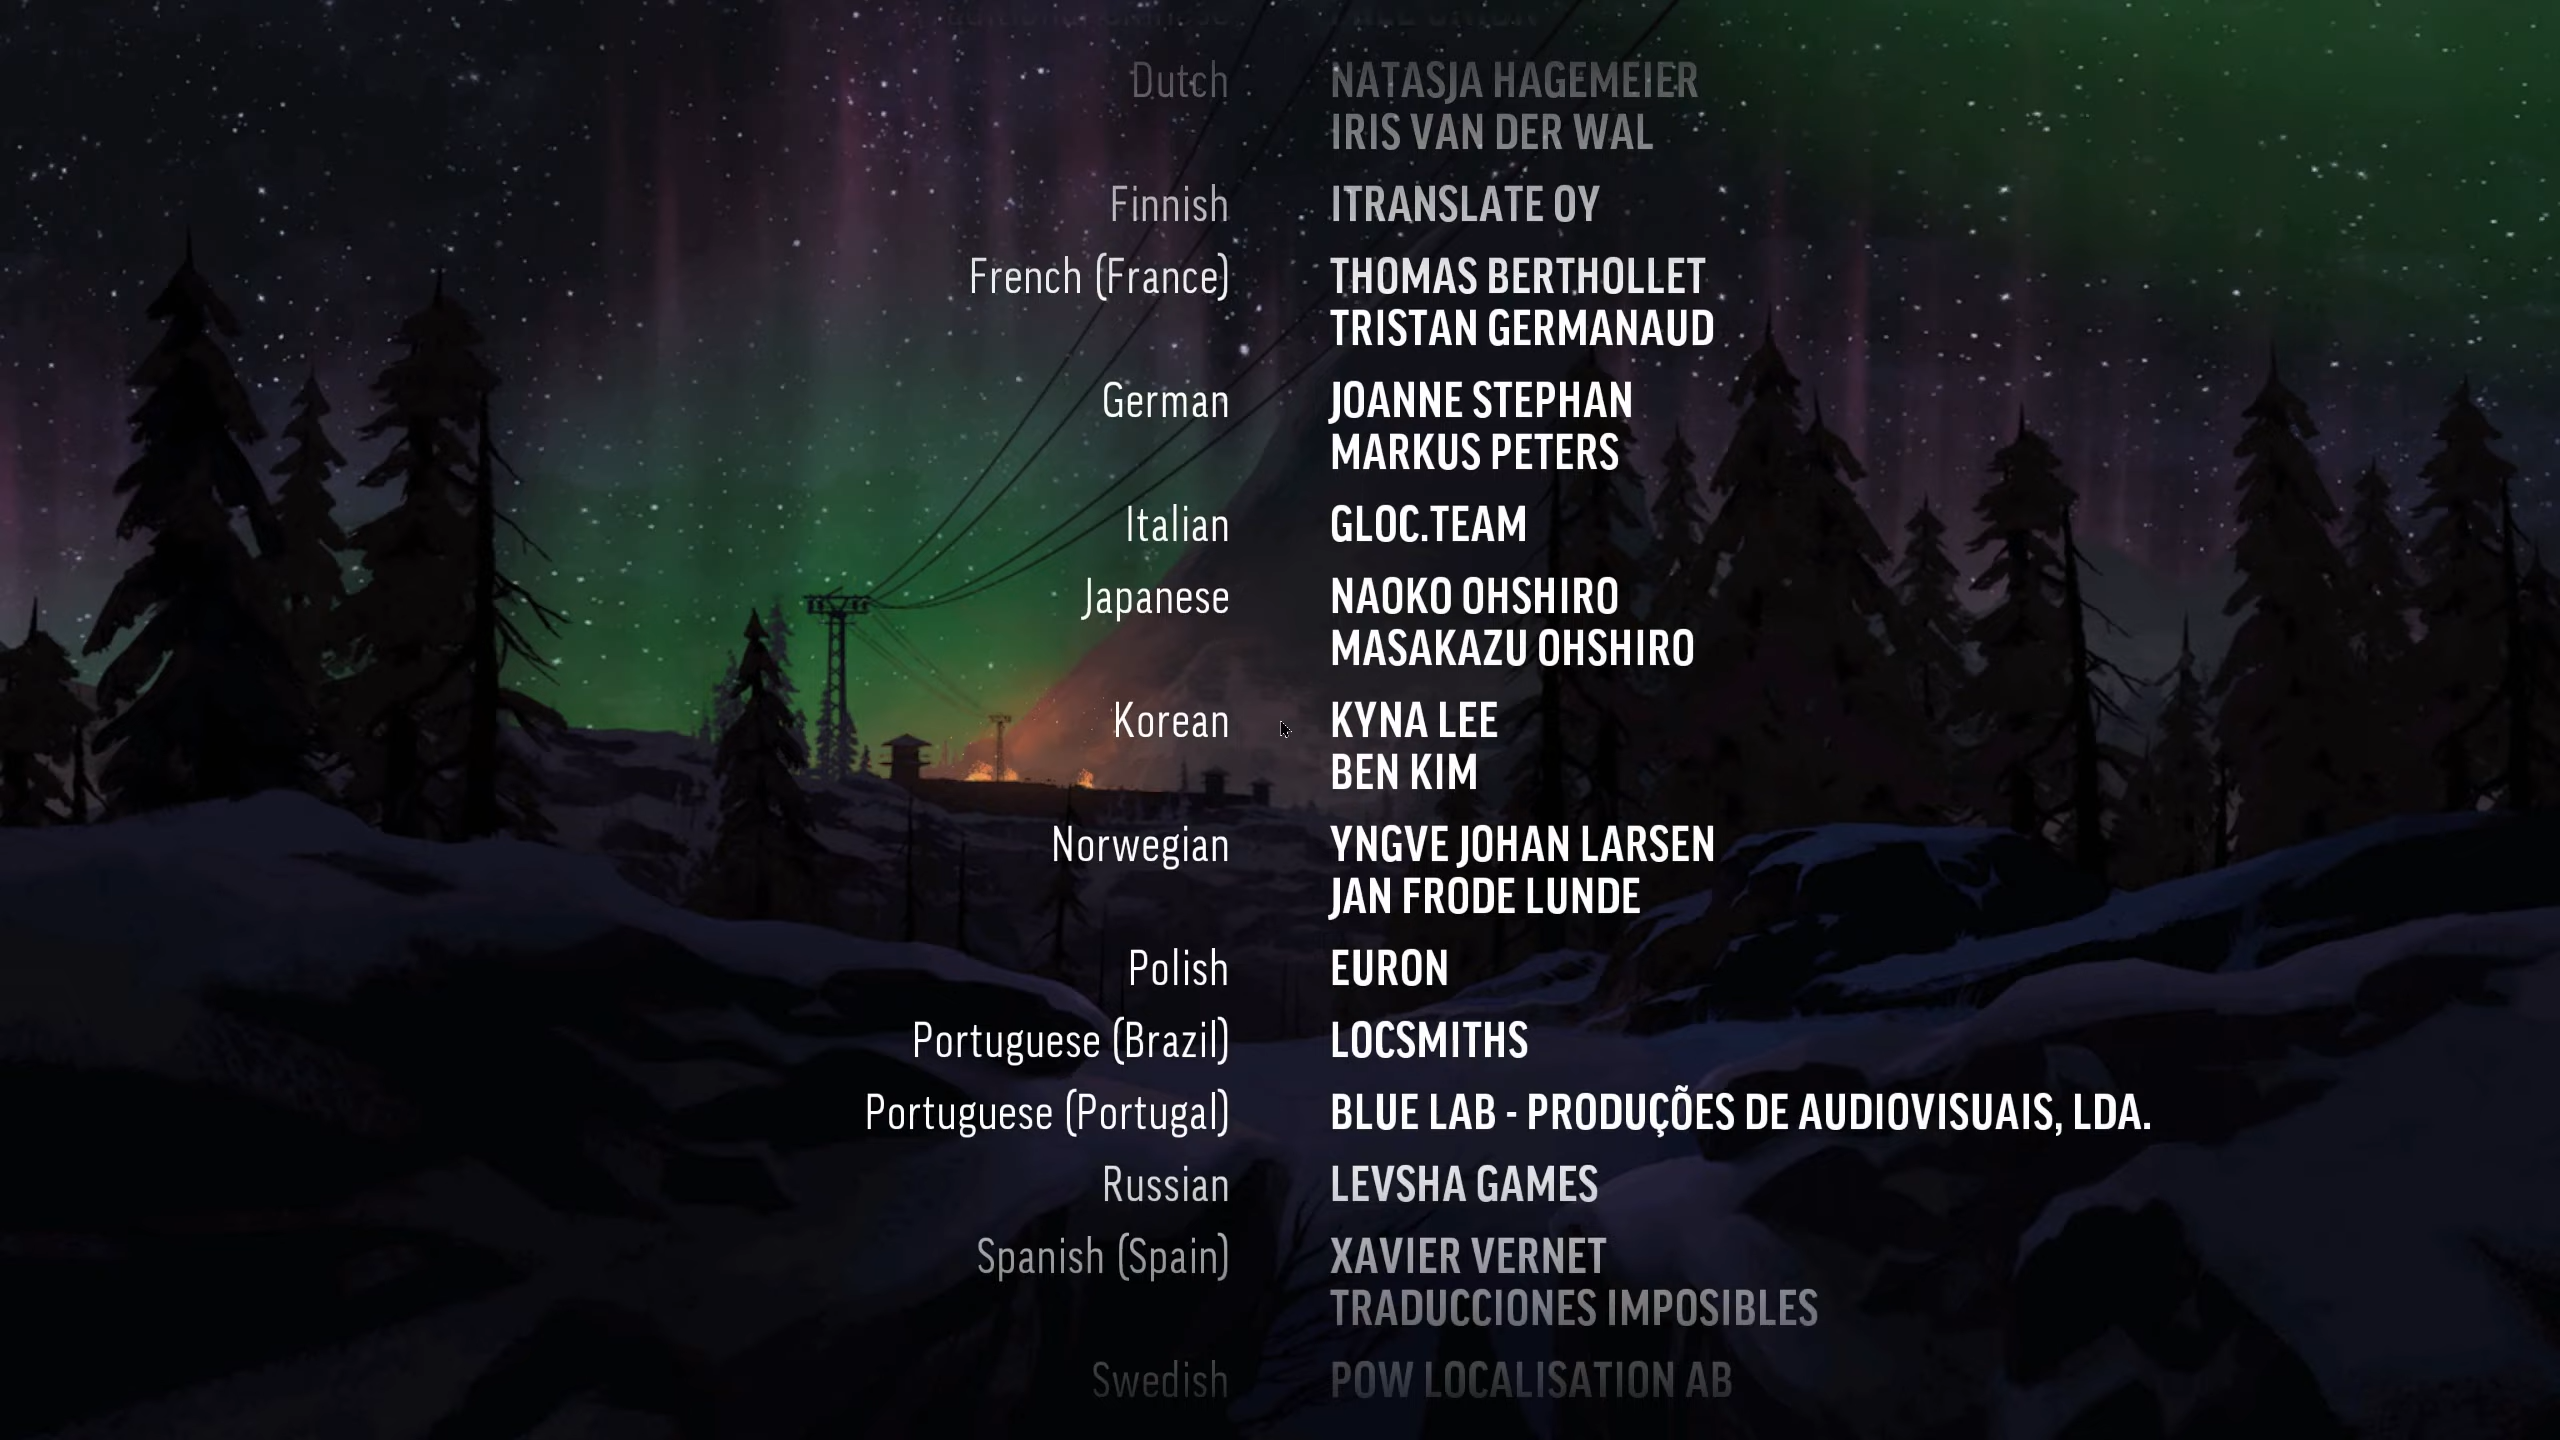 Dutch NATASJA HAGEMEIER
IRIS VAN DER WAL
Finnish ITRANSLATE OY
French (France) THOMAS BERTHOLLET
TRISTAN GERMANAUD
German JOANNE STEPHAN
MARKUS PETERS
Italian GLOC.TEAM
Japanese NAOKO OHSHIRO
MASAKAZU OHSHIRO
Korean KYNA LEE
BEN KIM
Norwegian YNGVE JOHAN LARSEN
JAN FRODE LUNDE
Polish EURON
Portuguese (Brazil) LOCSMITHS
Portuguese (Portugal) BLUE LAB - PRODUÇÕES DE AUDIOVISUAIS, LDA.
Russian LEVSHA GAMES
Spanish (Spain) XAVIER VERNET
TRADUCCIONES IMPOSIBLES
Swedish POW LOCALISATION AB